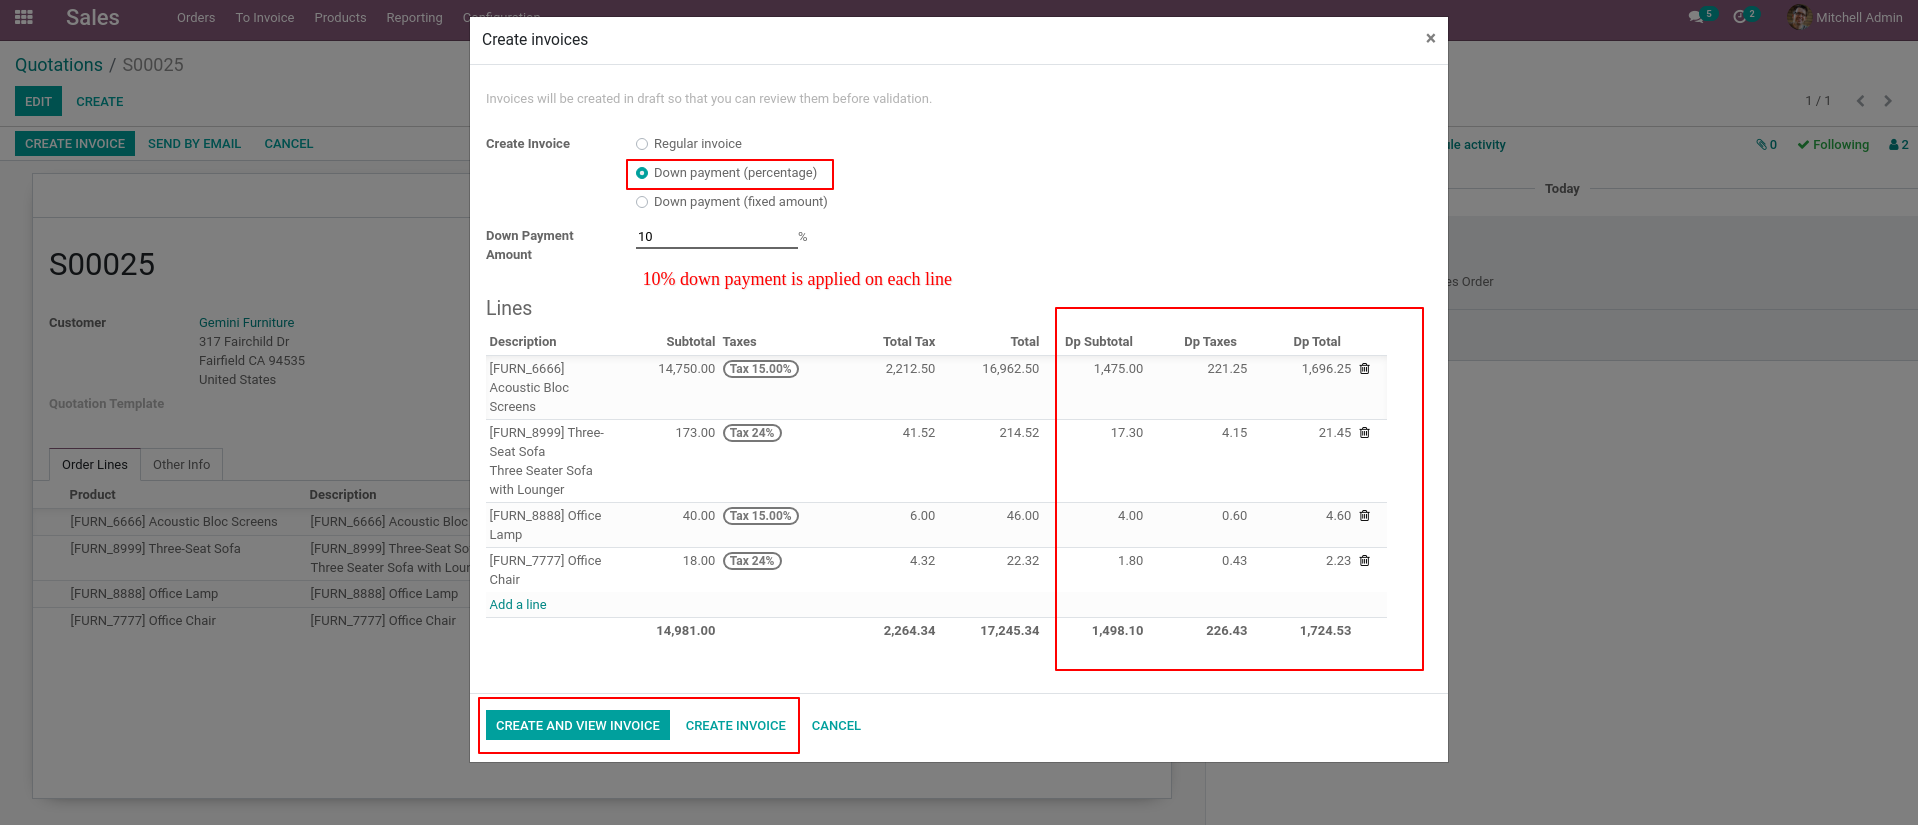 Sales Orders To Invoice Products Reporting Configuration 5 2 Mitchell Admin
Quotations / S00025
EDIT CREATE 1 / 1
CREATE INVOICE SEND BY EMAIL CANCEL activity 0 Following 2
Today
S00025
es Order
Customer Gemini Furniture
317 Fairchild Dr
Fairfield CA 94535
United States
Quotation Template
Order Lines Other Info
Product Description
[FURN_6666] Acoustic Bloc Screens [FURN_6666] Acoustic Bloc
[FURN_8999] Three-Seat Sofa [FURN_8999] Three-Seat So
Three Seater Sofa with Loun
[FURN_8888] Office Lamp [FURN_8888] Office Lamp
[FURN_7777] Office Chair [FURN_7777] Office Chair
Create invoices ×
Invoices will be created in draft so that you can review them before validation.
Create Invoice Regular invoice
Down payment (percentage)
Down payment (fixed amount)
Down Payment 10 %
Amount
10% down payment is applied on each line
Lines
Description Subtotal Taxes Total Tax Total Dp Subtotal Dp Taxes Dp Total
[FURN_6666] 14,750.00 Tax 15.00% 2,212.50 16,962.50 1,475.00 221.25 1,696.25
Acoustic Bloc
Screens
[FURN_8999] Three- 173.00 Tax 24% 41.52 214.52 17.30 4.15 21.45
Seat Sofa
Three Seater Sofa
with Lounger
[FURN_8888] Office 40.00 Tax 15.00% 6.00 46.00 4.00 0.60 4.60
Lamp
[FURN_7777] Office 18.00 Tax 24% 4.32 22.32 1.80 0.43 2.23
Chair
Add a line
14,981.00 2,264.34 17,245.34 1,498.10 226.43 1,724.53
CREATE AND VIEW INVOICE CREATE INVOICE CANCEL